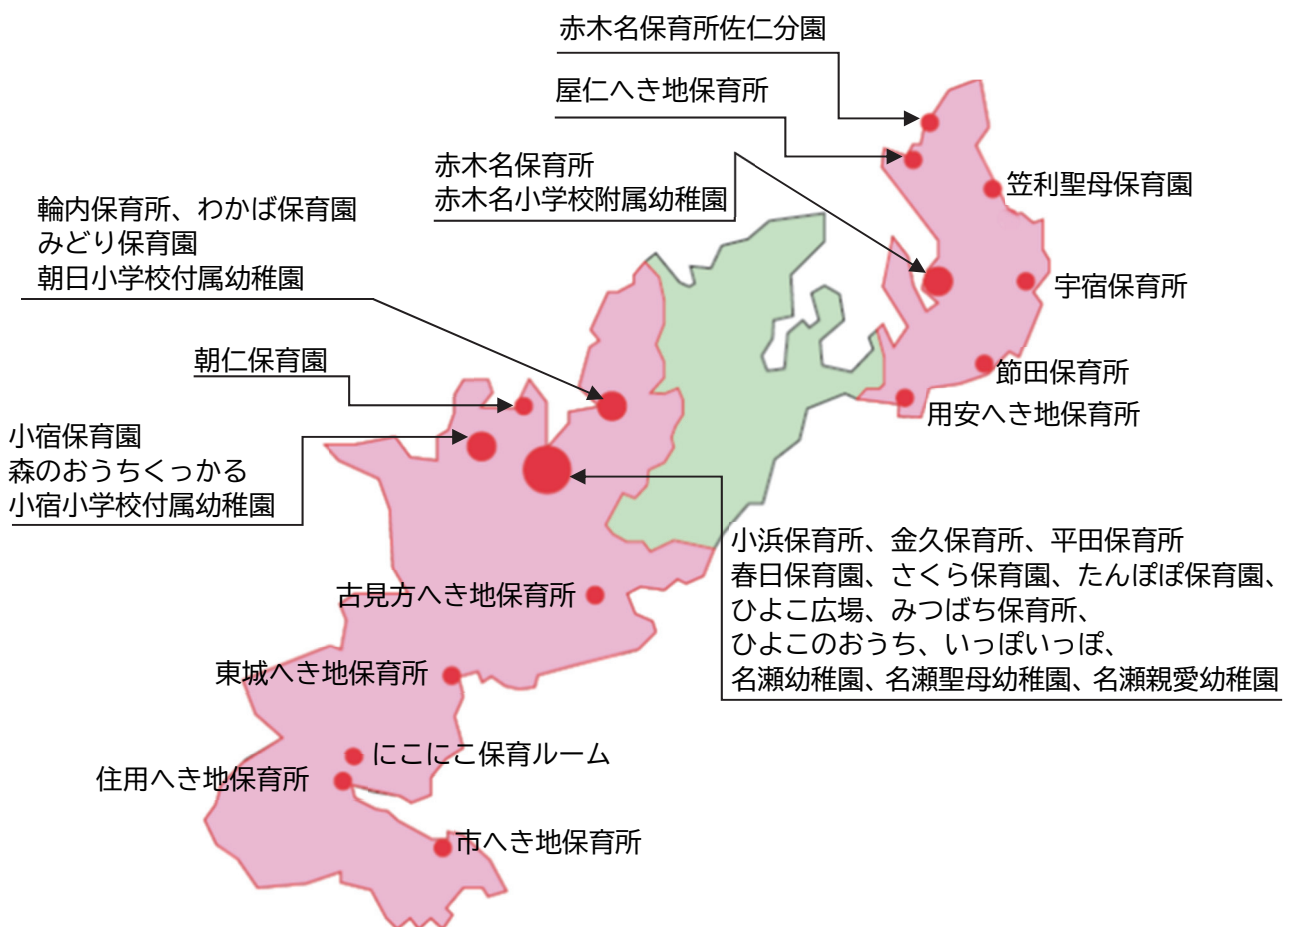 赤木名保育所佐仁分園
屋仁へき地保育所
赤木名保育所
赤木名小学校附属幼稚園
笠利聖母保育園
輪内保育所、わかば保育園
みどり保育園
朝日小学校付属幼稚園
宇宿保育所
朝仁保育園
節田保育所
用安へき地保育所
小宿保育園
森のおうちくっかる
小宿小学校付属幼稚園
小浜保育所、金久保育所、平田保育所
春日保育園、さくら保育園、たんぽぽ保育園、
ひよこ広場、みつばち保育所、
ひよこのおうち、いっぽいっぽ、
名瀬幼稚園、名瀬聖母幼稚園、名瀬親愛幼稚園
古見方へき地保育所
東城へき地保育所
にこにこ保育ルーム
住用へき地保育所
市へき地保育所